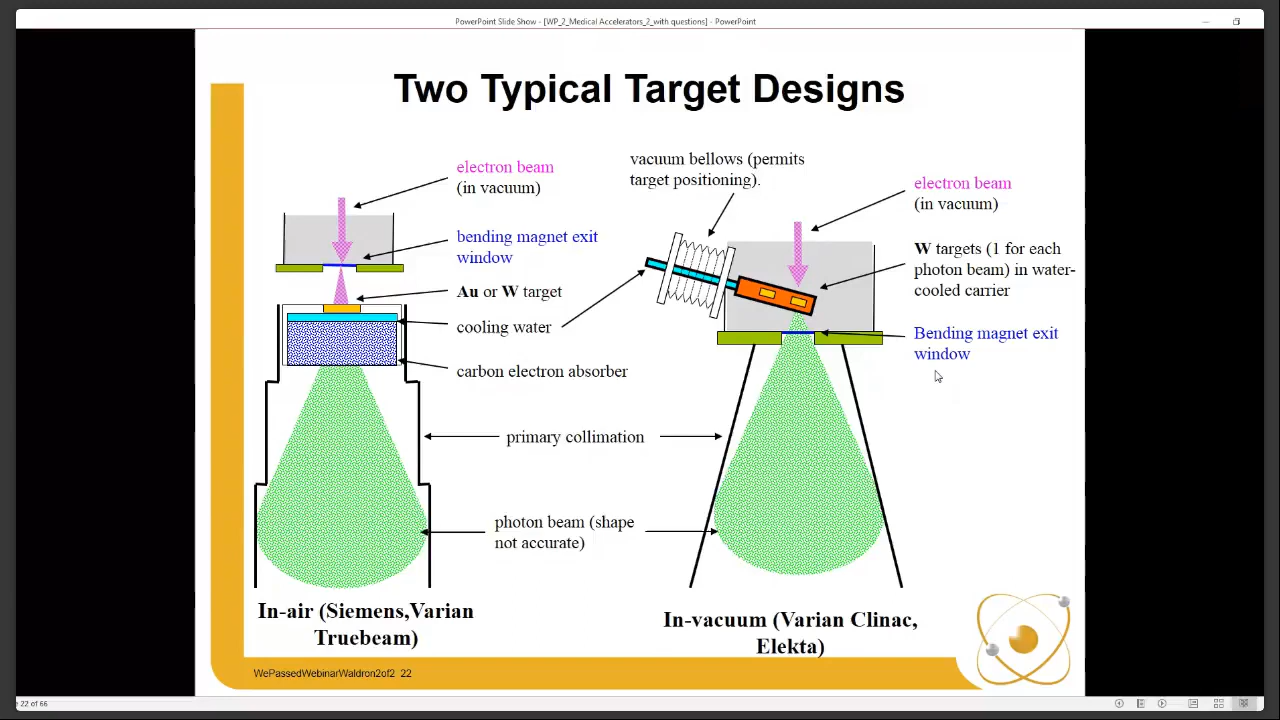 PowerPoint Slide Show - [WP_2_Medical Accelerators_2_with questions] - PowerPoint
Two Typical Target Designs
electron beam
(in vacuum)
bending magnet exit
window
Au or W target
cooling water
carbon electron absorber
vacuum bellows (permits
target positioning).
electron beam
(in vacuum)
W targets (1 for each
photon beam) in water-
cooled carrier
Bending magnet exit
window
primary collimation
photon beam (shape
not accurate)
In-air (Siemens,Varian
Truebeam)
In-vacuum (Varian Clinac,
Elekta)
WePassedWebinarWaldron2of2 22
22 of 66